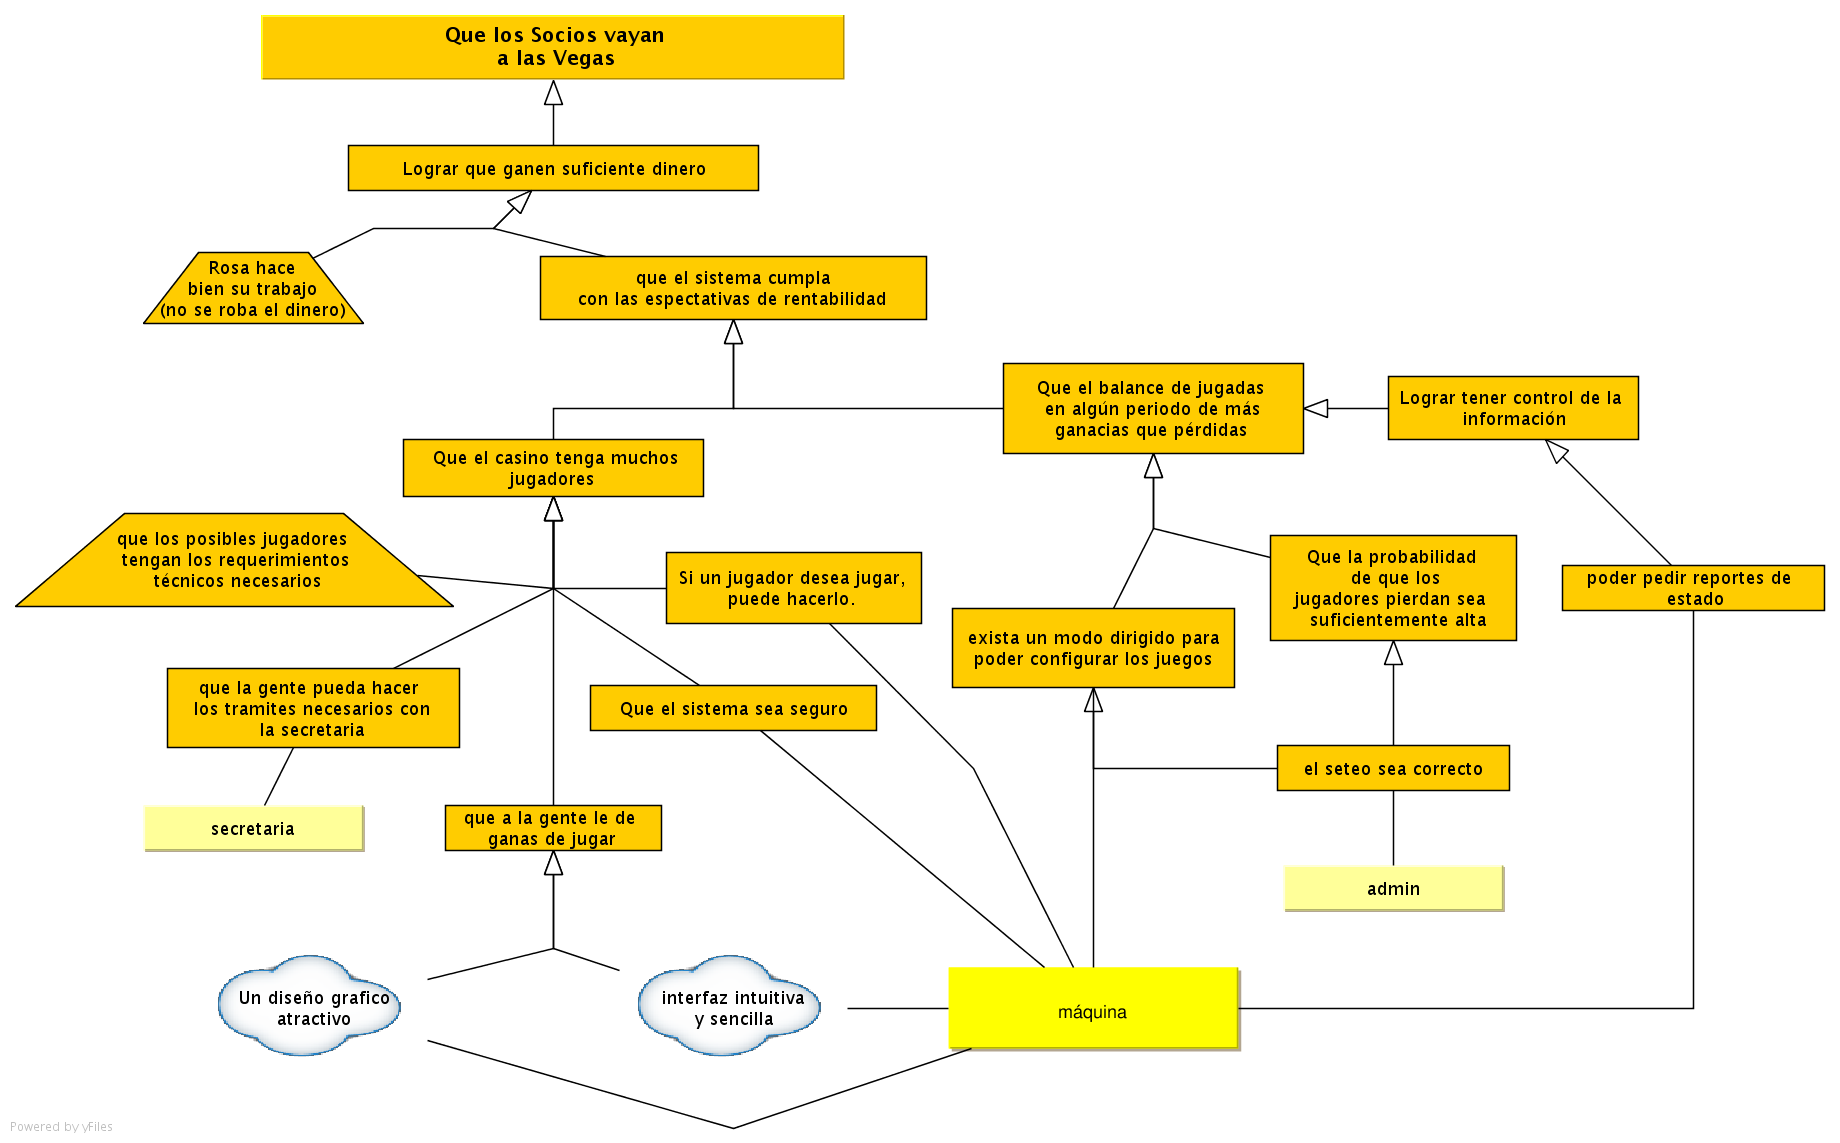 Que los Socios vayan
a las Vegas
Lograr que ganen suficiente dinero
Rosa hace
bien su trabajo
(no se roba el dinero)
que el sistema cumpla
con las espectativas de rentabilidad
Que el balance de jugadas
en algún periodo de más
ganacias que pérdidas
Lograr tener control de la
información
Que el casino tenga muchos
jugadores
que los posibles jugadores
tengan los requerimientos
técnicos necesarios
Si un jugador desea jugar,
puede hacerlo.
Que la probabilidad
de que los
jugadores pierdan sea
suficientemente alta
poder pedir reportes de
estado
exista un modo dirigido para
poder configurar los juegos
que la gente pueda hacer
los tramites necesarios con
la secretaria
Que el sistema sea seguro
el seteo sea correcto
secretaria
que a la gente le de
ganas de jugar
admin
Un diseño grafico
atractivo
interfaz intuitiva
y sencilla
máquina
Powered by yFiles